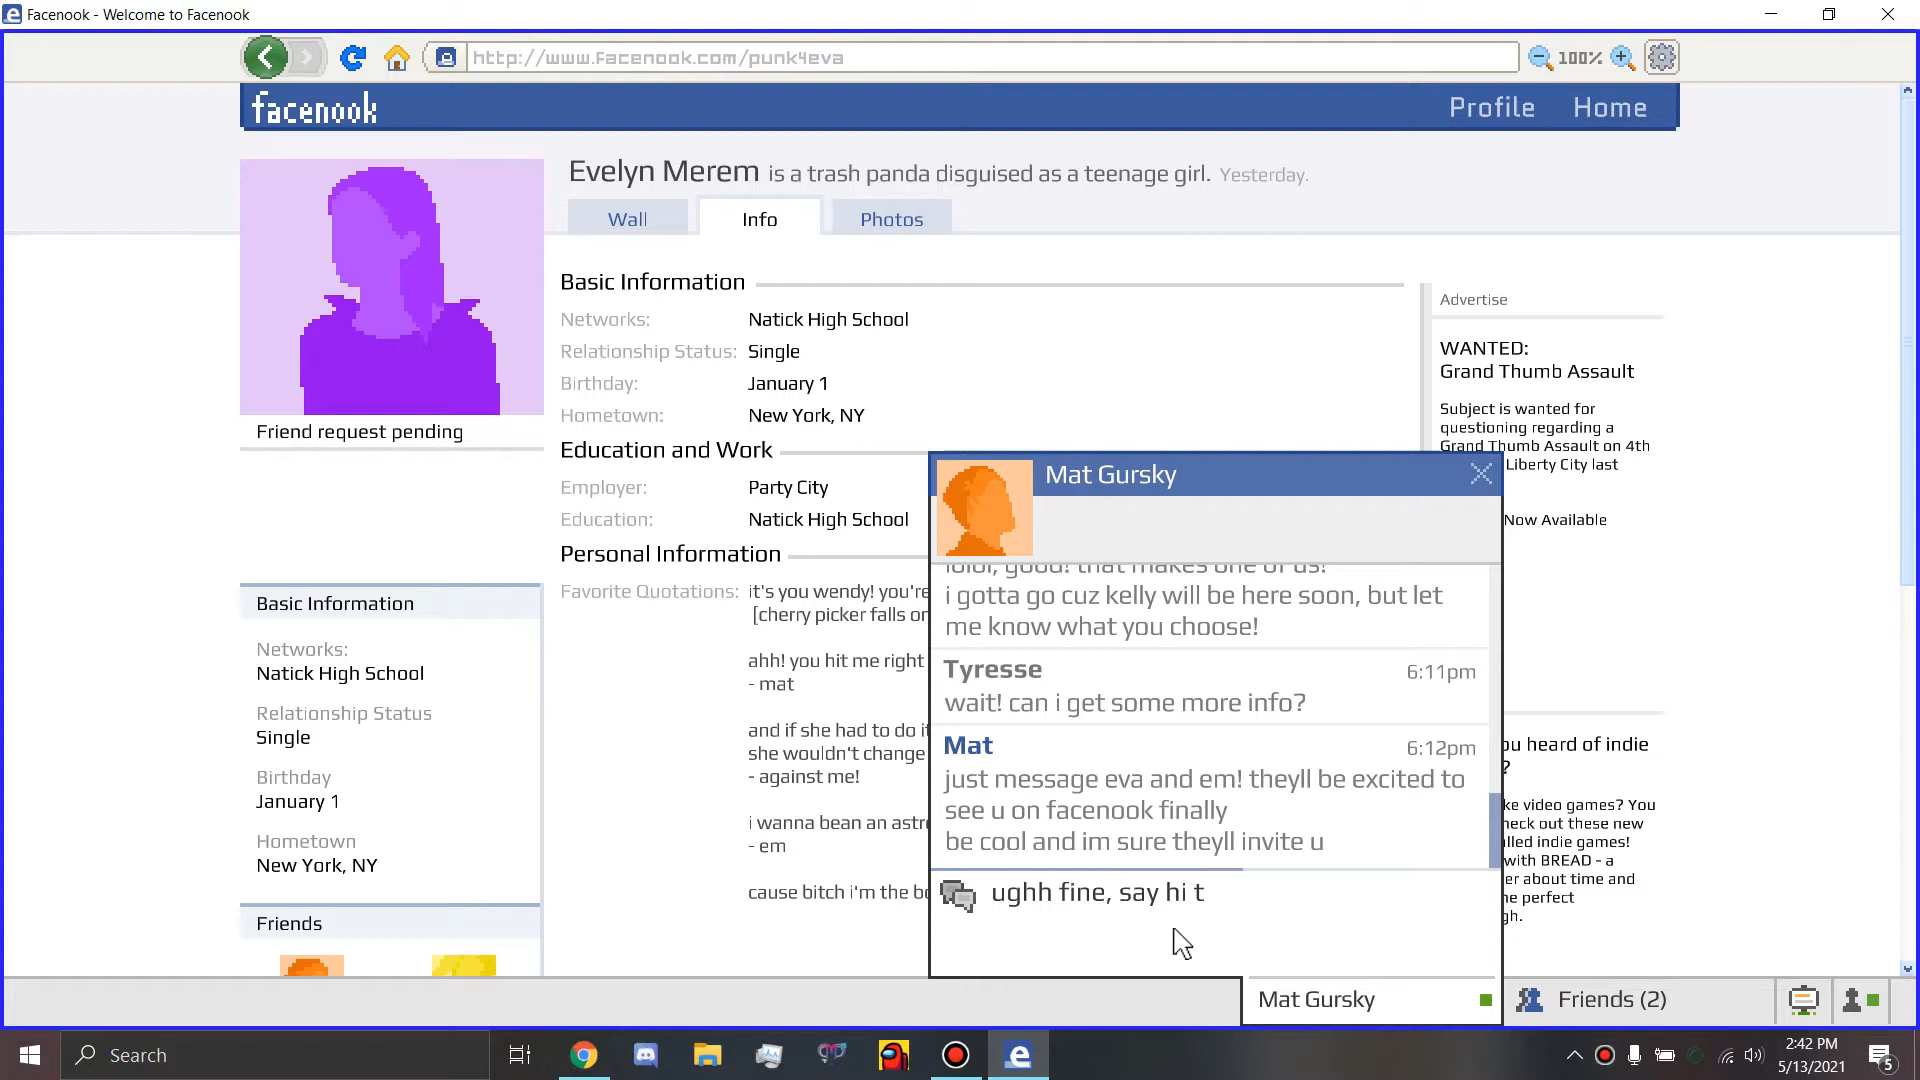 Facenook - Welcome to Facenook
http://www.facenook.com/punk4eva
100%
facenook
Profile
Home
Evelyn Merem is a trash panda disguised as a teenage girl. Yesterday.
Wall
Info
Photos
Friend request pending
Basic Information
Networks:
Natick High School
Relationship Status
Single
Birthday
January 1
Hometown
New York, NY
Friends
Basic Information
Networks: Natick High School
Relationship Status: Single
Birthday: January 1
Hometown: New York, NY
Education and Work
Employer: Party City
Education: Natick High School
Personal Information
Favorite Quotations: it's you wendy! you're
[cherry picker falls
ahh! you hit me right
- mat
and if she had to do
she wouldn't change
- against me!
i wanna bean an
- em
cause bitch i'm the
Advertise
WANTED:
Grand Thumb Assault
Subject is wanted for
questioning regarding a
Grand Thumb Assault on 4th
Liberty City last
Now Available
heard of indie
?
video games? You
check out these new
games!
with BREAD - a
about time and
perfect
Mat Gursky
lolol, good! that makes one of us!
i gotta go cuz kelly will be here soon, but let
me know what you choose!
Tyresse 6:11pm
wait! can i get some more info?
Mat 6:12pm
just message eva and em! theyll be excited to
see u on facenook finally
be cool and im sure theyll invite u
ughh fine, say hi t
Mat Gursky
Friends (2)
Search
2:42 PM
5/13/2021
5